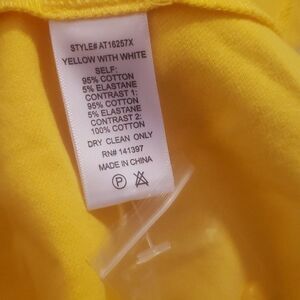 STYLE# AT16257X
YELLOW WITH WHITE
SELF:
95% COTTON
5% ELASTANE
CONTRAST 1:
95% COTTON
5% ELASTANE
CONTRAST 2:
100% COTTON
DRY CLEAN ONLY
RN# 141397
MADE IN CHINA
P